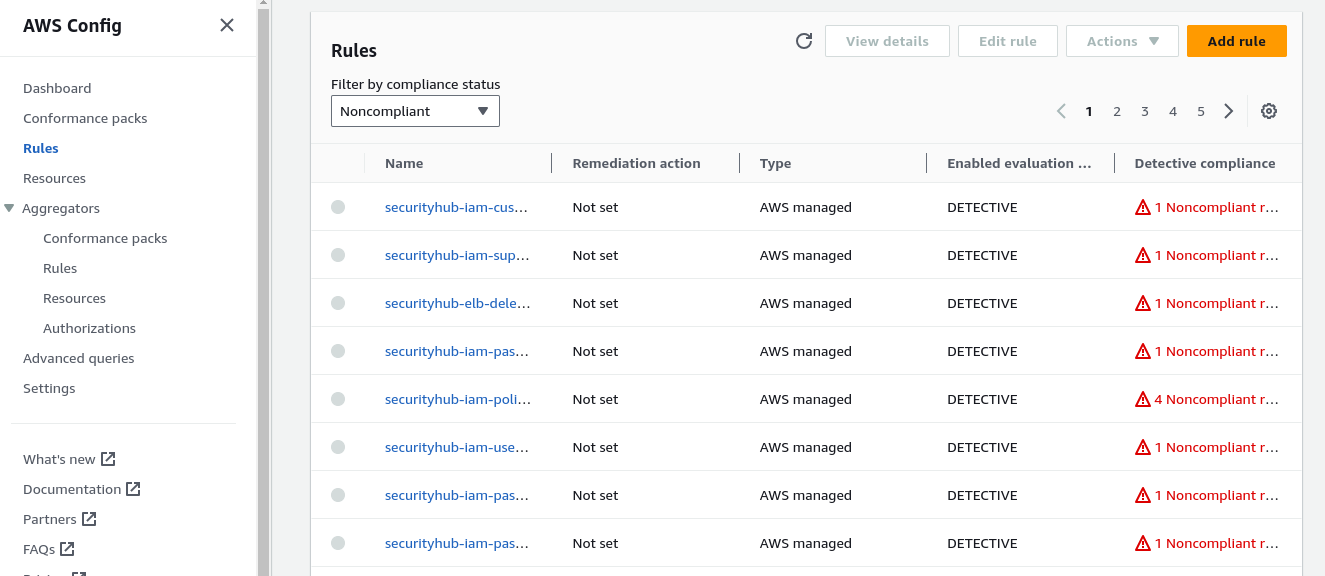 AWS Config
Dashboard
Conformance packs
Rules
Resources
Aggregators
Conformance packs
Rules
Resources
Authorizations
Advanced queries
Settings
What's new
Documentation
Partners
FAQs
Rules
View details
Edit rule
Actions
Add rule
Filter by compliance status
Noncompliant
1 2 3 4 5
Name Remediation action Type Enabled evaluation ... Detective compliance
securityhub-iam-cus... Not set AWS managed DETECTIVE 1 Noncompliant r...
securityhub-iam-sup... Not set AWS managed DETECTIVE 1 Noncompliant r...
securityhub-elb-dele... Not set AWS managed DETECTIVE 1 Noncompliant r...
securityhub-iam-pas... Not set AWS managed DETECTIVE 1 Noncompliant r...
securityhub-iam-poli... Not set AWS managed DETECTIVE 4 Noncompliant r...
securityhub-iam-use... Not set AWS managed DETECTIVE 1 Noncompliant r...
securityhub-iam-pas... Not set AWS managed DETECTIVE 1 Noncompliant r...
securityhub-iam-pas... Not set AWS managed DETECTIVE 1 Noncompliant r...